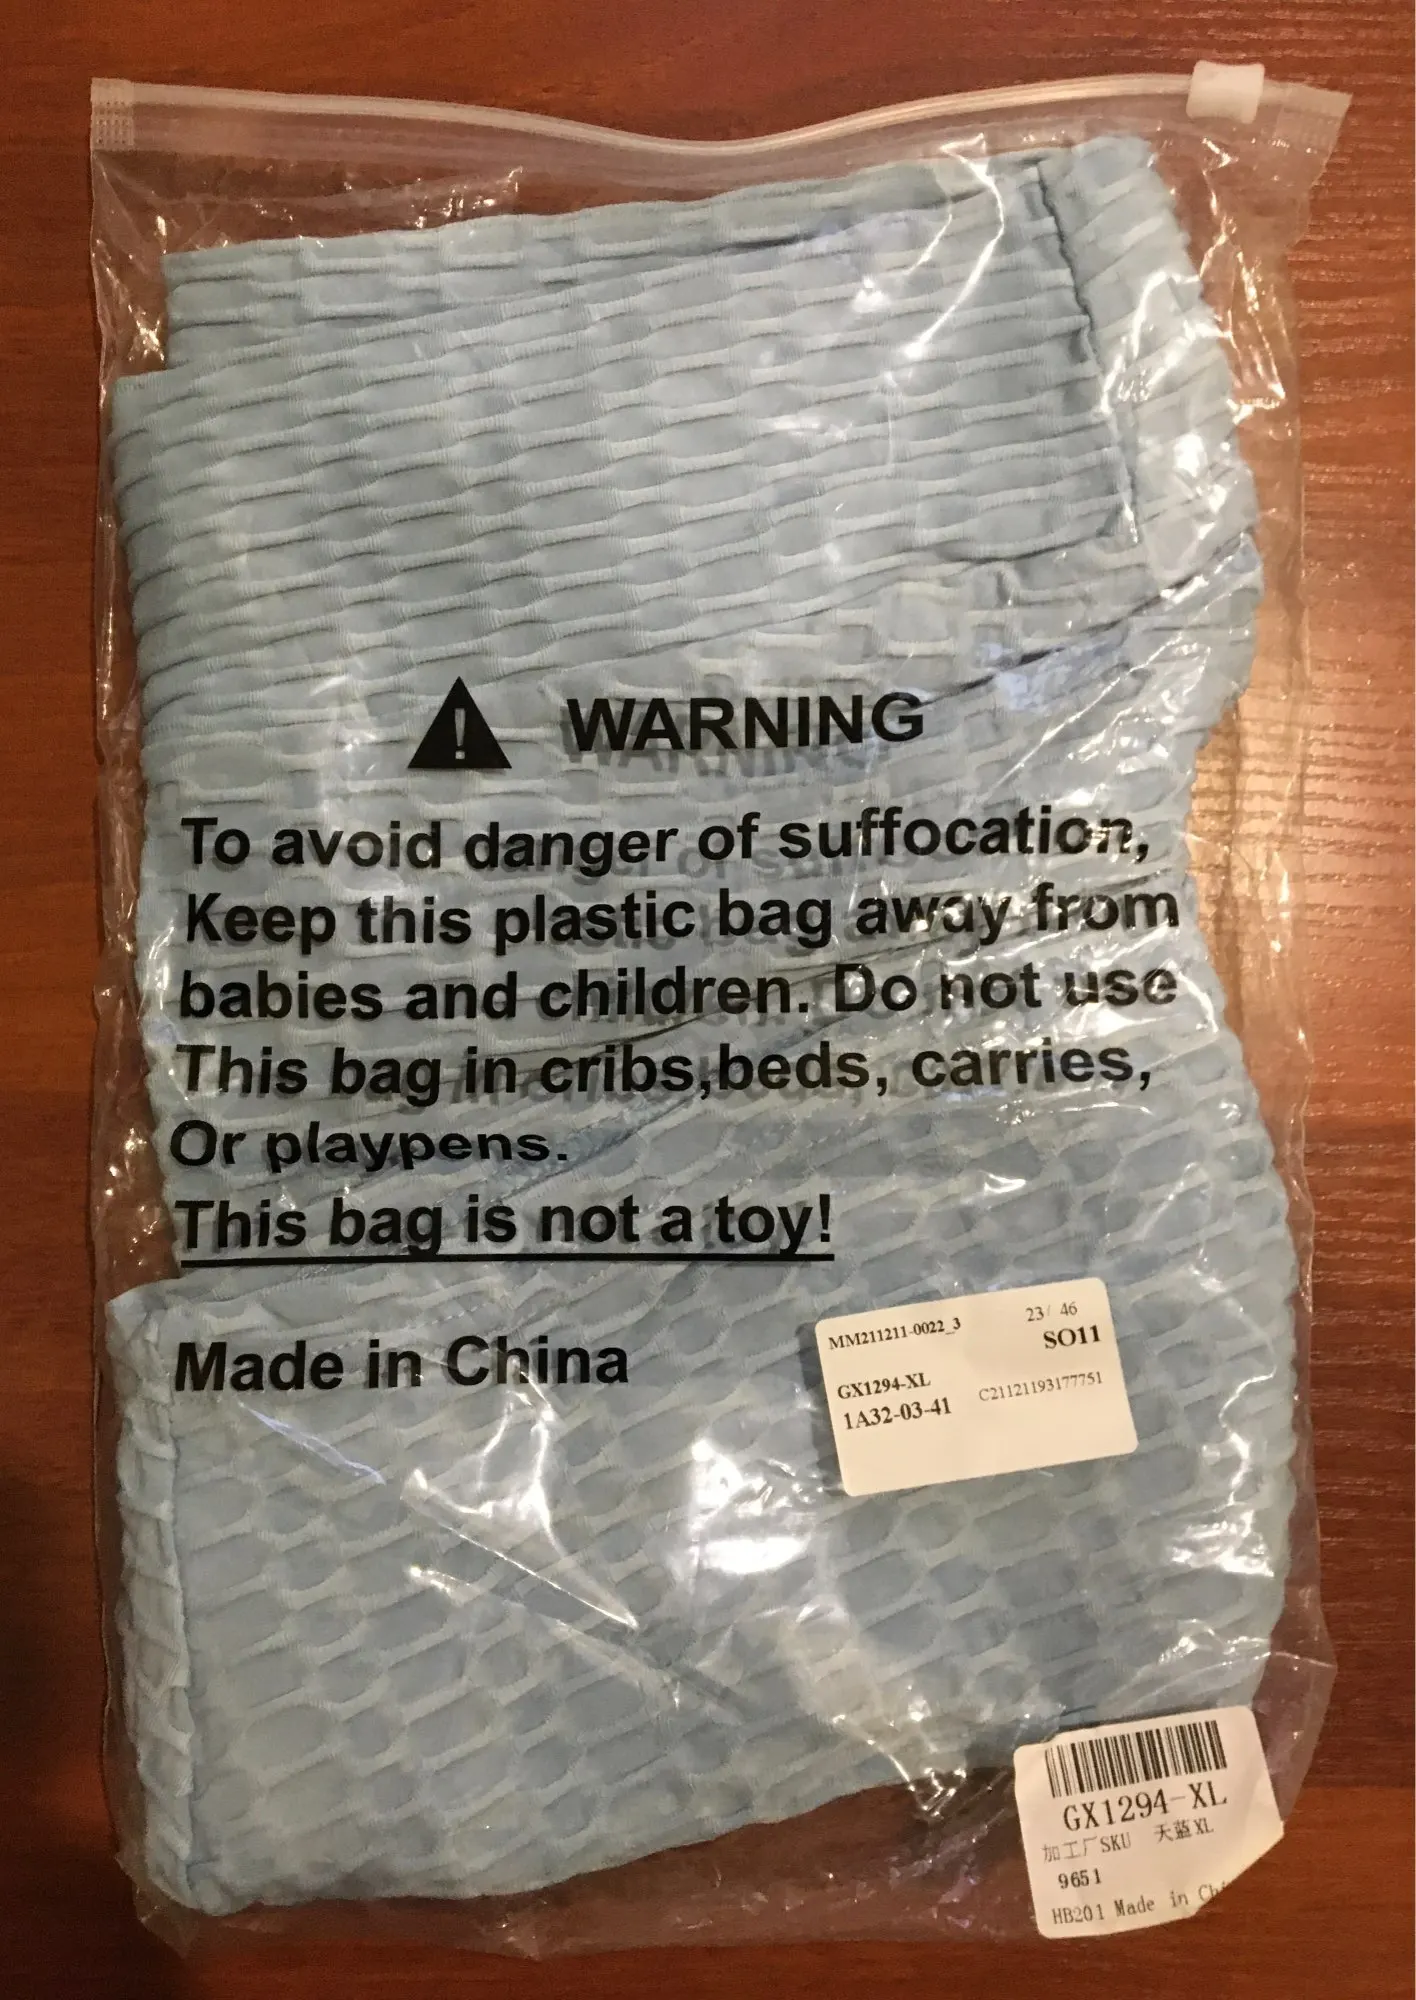 WARNING
To avoid danger of suffocation,
Keep this plastic bag away from
babies and children. Do not use
This bag in cribs,beds, carries,
Or playpens.
This bag is not a toy!
Made in China
MM211211-0022_3 23/ 46
SO11
GX1294-XL C21121193177751
1A32-03-41
GX1294-XL
加工厂SKU 天蓝XL
9651
HB201 Made in